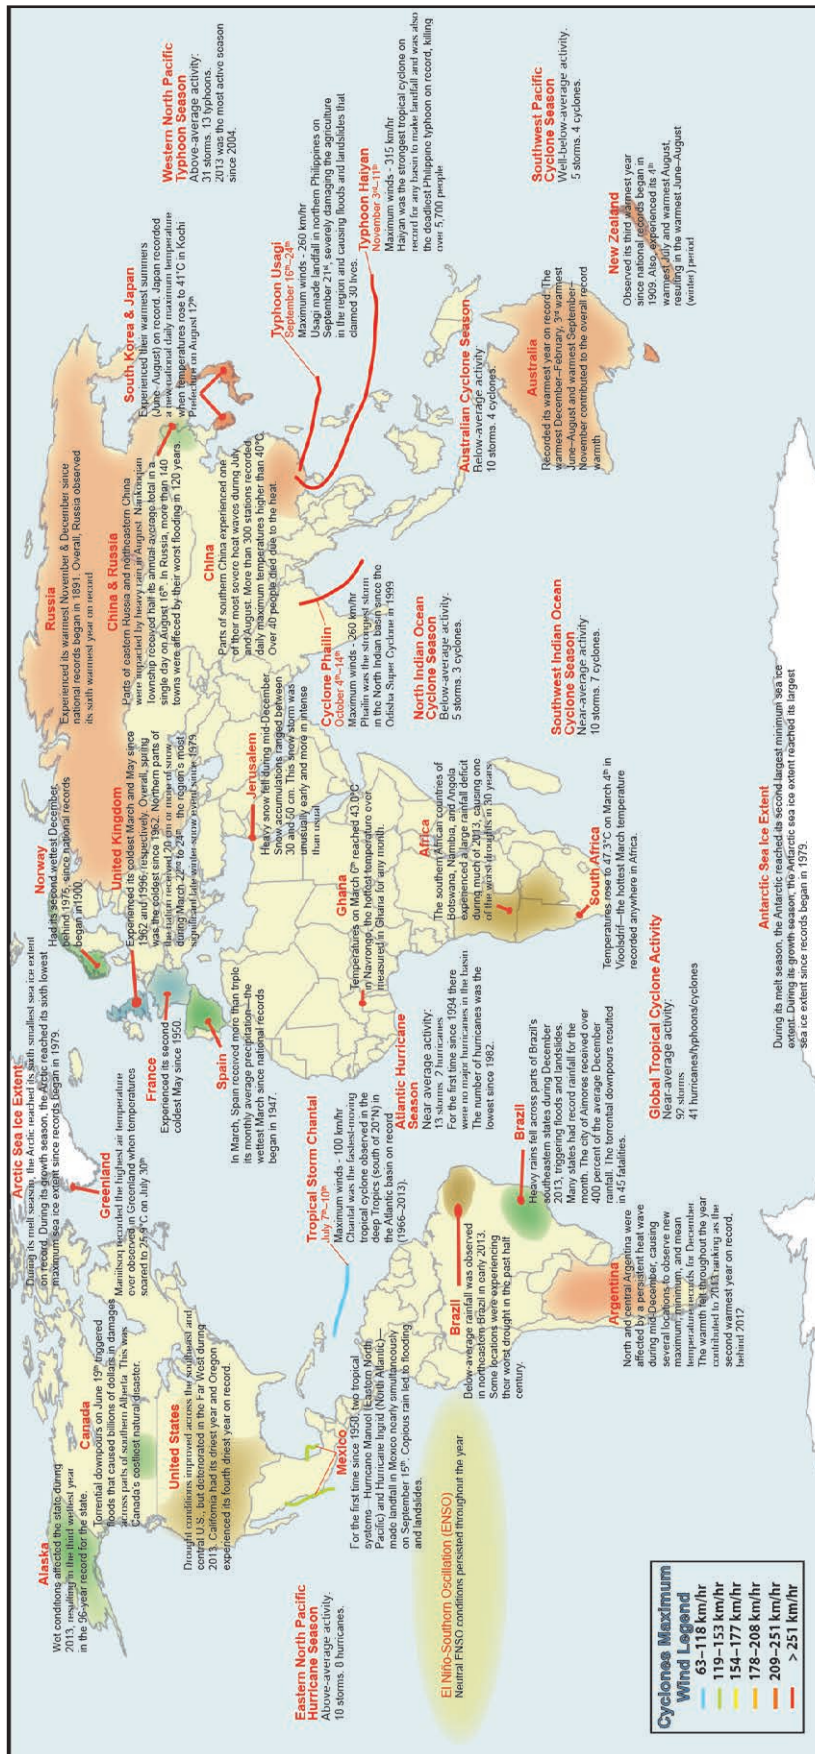 Arctic Sea Ice Extent
During its melt season, the Arctic reached its sixth smallest sea ice extent
on record. During its growth season, the Arctic reached its sixth lowest
maximum sea ice extent since records began in 1979.
Alaska
Wet conditions affected the state during
2013, resulting in the third wettest year
in the 96-year record for the state.
Canada
Torrential downpours on June 19th triggered
floods that caused billions of dollars in damages
across parts of southern Alberta. This was
Canada's costliest natural disaster.
United States
Drought conditions improved across the southeast and
central U.S., but deteriorated in the Far West during
2013. California had its driest year and Oregon
experienced its fourth driest year on record.
Greenland
Maniitsoq recorded the highest air temperature
ever observed in Greenland when temperatures
soared to 25.9°C on July 30th
Norway
Had its second wettest December,
behind 1975, since national records
began in 1900.
United Kingdom
Experienced its coldest March and May since
1962 and 1996, respectively. Overall, spring
was the coldest since 1962. Northern parts of
the nation received 20 cm or more of snow
during March 22nd to 24th—the region's most
significant late winter snow event since 1979.
France
Experienced its second
coldest May since 1950.
Spain
In March, Spain received more than triple
its monthly average precipitation—the
wettest March since national records
began in 1947.
Russia
Experienced its warmest November & December since
national records began in 1891. Overall, Russia observed
its sixth warmest year on record
China & Russia
Parts of eastern Russia and northeastern China
were impacted by heavy rain in August. Nankouqian
Township received half its annual average total in a
single day on August 16th. In Russia, more than 140
towns were affeced by their worst flooding in 120 years.
South Korea & Japan
Experienced their warmest summers
(June–August) on record. Japan recorded
a new national daily maximum temperature
when temperatures rose to 41°C in Kochi
Prefecture on August 12th
Western North Pacific
Typhoon Season
Above-average activity:
31 storms. 13 typhoons.
2013 was the most active season
since 2004.
China
Parts of southern China experienced one
of their most severe heat waves during July
and August. More than 300 stations recorded
daily maximum temperatures higher than 40°C.
Over 40 people died due to the heat.
Jerusalem
Heavy snow fell during mid-December.
Snow accumulations ranged between
30 and 50 cm. This snow storm was
unusually early and more in intense
than usual
Typhoon Usagi
September 16th–24th
Maximum winds - 260 km/hr
Usagi made landfall in northern Philippines on
September 21st, severely damaging the agriculture
in the region and causing floods and landslides that
claimed 30 lives.
Typhoon Haiyan
November 3rd–11th
Maximum winds - 315 km/hr
Haiyan was the strongest tropical cyclone on
record for any basin to make landfall and was also
the deadliest Philippine typhoon on record, killing
over 5,700 people
Cyclone Phailin
October 4th–14th
Maximum winds - 260 km/hr
Phailin was the strongest storm
in the North Indian basin since the
Odisha Super Cyclone in 1999
Eastern North Pacific
Hurricane Season
Above-average activity.
10 storms. 0 hurricanes.
Mexico
For the first time since 1958, two tropical
systems—Hurricane Manuel (Eastern North
Pacific) and Hurricane Ingrid (North Atlantic)—
made landfall in Mexico nearly simultaneously
on September 15th. Copious rain led to flooding
and landslides.
Tropical Storm Chantal
July 7th–10th
Maximum winds - 100 km/hr
Chantal was the fastest-moving
tropical cyclone observed in the
deep Tropics (south of 20°N) in
the Atlantic basin on record
(1966–2013).
Atlantic Hurricane
Season
Near average activity:
13 storms. 2 hurricanes
For the first time since 1994 there
were no major hurricanes in the basin
The number of hurricanes was the
lowest since 1982.
Ghana
Temperatures on March 6th reached 43.0°C
in Navrongo, the hottest temperature ever
measured in Ghana for any month.
North Indian Ocean
Cyclone Season
Below-average activity:
5 storms. 3 cyclones.
Africa
The southern African countries of
Botswana, Namibia, and Angola
experienced a large rainfall deficit
during much of 2013, causing one
of the worst droughts in 30 years
Australian Cyclone Season
Below-average activity:
10 storms. 4 cyclones.
Southwest Pacific
Cyclone Season
Well-below-average activity.
5 storms. 4 cyclones.
El Niño-Southern Oscillation (ENSO)
Neutral ENSO conditions persisted throughout the year
Brazil
Below-average rainfall was observed
in northeastern Brazil in early 2013.
Some locations were experiencing
their worst drought in the past half
century.
Brazil
Heavy rains fell across parts of Brazil's
southeastern states during December
2013, triggering floods and landslides.
Many states had record rainfall for the
month. The city of Aimores received over
400 percent of the average December
rainfall. The torrential downpours resulted
in 45 fatalities.
Southwest Indian Ocean
Cyclone Season
Near-average activity:
10 storms. 7 cyclones.
Australia
Recorded its warmest year on record. The
warmest December–February, 3rd warmest
June–August and warmest September–
November contributed to the overall record
warmth
New Zealand
Observed its third warmest year
since national records began in
1909. Also, experienced its 4th
warmest July and warmest August,
resulting in the warmest June–August
(winter) period
Argentina
North and central Argentina were
affected by a persistent heat wave
during mid-December, causing
several locations to observe new
maximum, minimum, and mean
temperature records for December
The warmth felt throughout the year
contributed to 2013 ranking as the
second warmest year on record,
behind 2012
South Africa
Temperatures rose to 47.3°C on March 4th in
Vioolsdrif—the hottest March temperature
recorded anywhere in Africa.
Global Tropical Cyclone Activity
Near-average activity:
92 storms
41 hurricanes/typhoons/cyclones
Cyclones Maximum
Wind Legend
63–118 km/hr
119–153 km/hr
154–177 km/hr
178–208 km/hr
209–251 km/hr
> 251 km/hr
Antarctic Sea Ice Extent
During its melt season, the Antarctic reached its second largest minimum sea ice
extent. During its growth season, the Antarctic sea ice extent reached its largest
sea ice extent since records began in 1979.